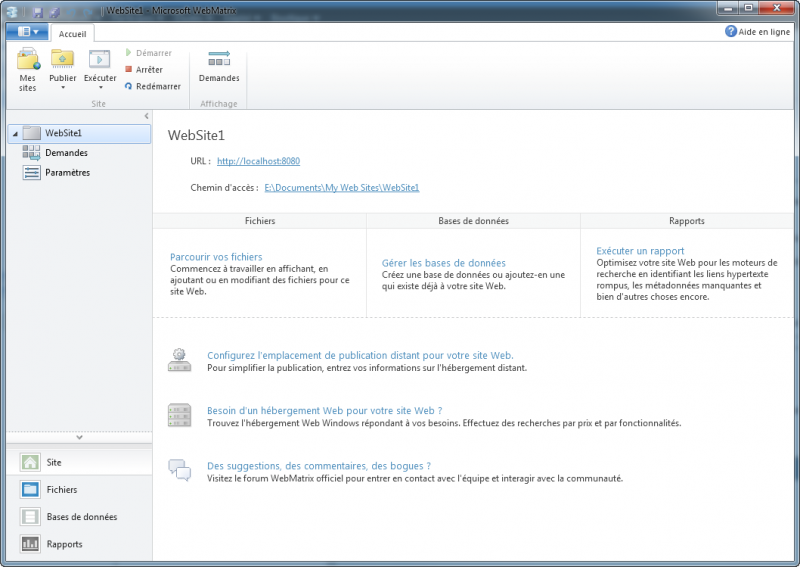 WebSite1 - Microsoft WebMatrix
Accueil
Aide en ligne
Mes sites
Publier
Exécuter
Démarrer
Arrêter
Redémarrer
Site
Demandes
Affichage
WebSite1
Demandes
Paramètres
WebSite1
URL : http://localhost:8080
Chemin d'accès : E:\Documents\My Web Sites\WebSite1
Fichiers
Bases de données
Rapports
Parcourir vos fichiers
Commencez à travailler en affichant, en
ajoutant ou en modifiant des fichiers pour ce
site Web.
Gérer les bases de données
Créez une base de données ou ajoutez-en une
qui existe déjà à votre site Web.
Exécuter un rapport
Optimisez votre site Web pour les moteurs de
recherche en identifiant les liens hypertexte
rompus, les métadonnées manquantes et
bien d'autres choses encore.
Configurez l'emplacement de publication distant pour votre site Web.
Pour simplifier la publication, entrez vos informations sur l'hébergement distant.
Besoin d'un hébergement Web pour votre site Web ?
Trouvez l'hébergement Web Windows répondant à vos besoins. Effectuez des recherches par prix et par fonctionnalités.
Des suggestions, des commentaires, des bogues ?
Visitez le forum WebMatrix officiel pour entrer en contact avec l'équipe et interagir avec la communauté.
Site
Fichiers
Bases de données
Rapports